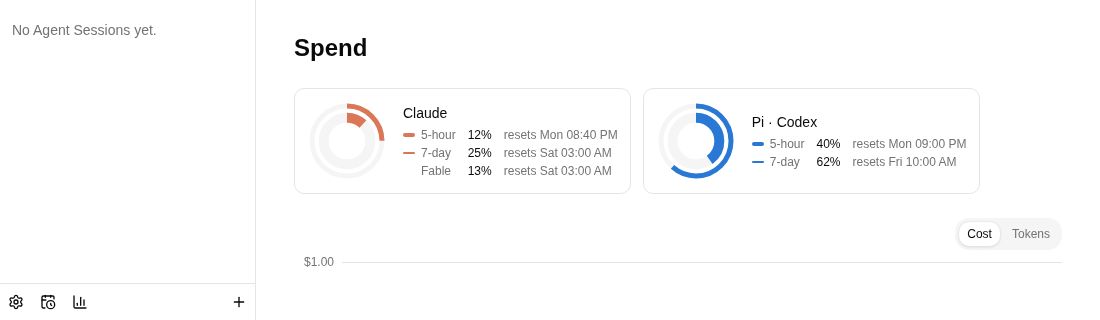 No Agent Sessions yet.
Spend
Claude
5-hour 12% resets Mon 08:40 PM
7-day 25% resets Sat 03:00 AM
Fable 13% resets Sat 03:00 AM
Pi · Codex
5-hour 40% resets Mon 09:00 PM
7-day 62% resets Fri 10:00 AM
Cost Tokens
$1.00